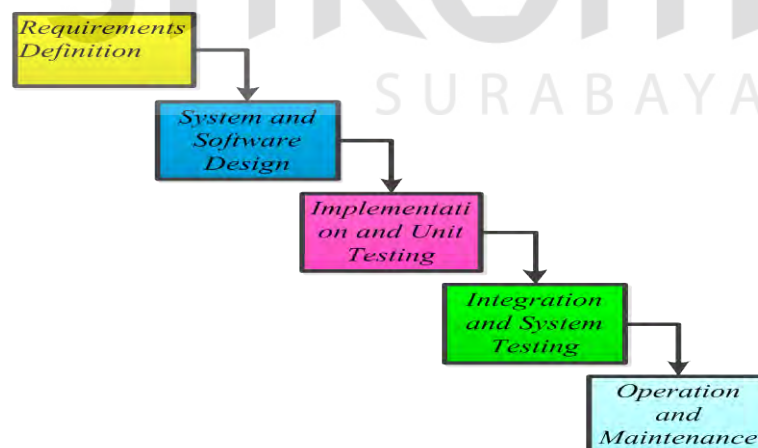 Requirements
Definition
SURABAYA
System and
Software
Design
Implementati
on and Unit
Testing
Integration
and System
Testing
Operation
and
Maintenance